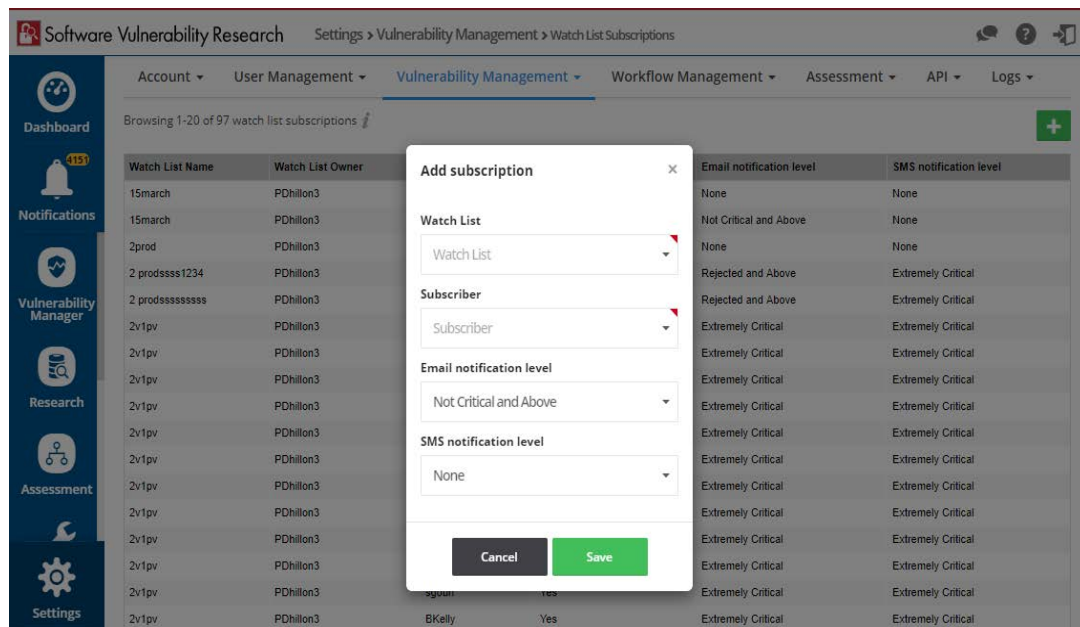 Software Vulnerability Research Settings > Vulnerability Management > Watch List Subscriptions
Account User Management Vulnerability Management Workflow Management Assessment API Logs
Dashboard
Browsing 1-20 of 97 watch list subscriptions i
+
4151
Notifications
Vulnerability
Manager
Research
Assessment
Settings
Watch List Name Watch List Owner Email notification level SMS notification level
15march PDhillon3 None None
15march PDhillon3 Not Critical and Above None
2prod PDhillon3 None None
2 prodssss1234 PDhillon3 Rejected and Above Extremely Critical
2 prodsssssssss PDhillon3 Rejected and Above Extremely Critical
2v1pv PDhillon3 Extremely Critical Extremely Critical
2v1pv PDhillon3 Extremely Critical Extremely Critical
2v1pv PDhillon3 Extremely Critical Extremely Critical
2v1pv PDhillon3 Extremely Critical Extremely Critical
2v1pv PDhillon3 Extremely Critical Extremely Critical
2v1pv PDhillon3 Extremely Critical Extremely Critical
2v1pv PDhillon3 Extremely Critical Extremely Critical
2v1pv PDhillon3 Extremely Critical Extremely Critical
2v1pv PDhillon3 Extremely Critical Extremely Critical
2v1pv PDhillon3 Extremely Critical Extremely Critical
2v1pv PDhillon3 Yes Extremely Critical Extremely Critical
2v1pv PDhillon3 BKelly Yes Extremely Critical Extremely Critical
Add subscription ×
Watch List
Watch List
Subscriber
Subscriber
Email notification level
Not Critical and Above
SMS notification level
None
Cancel Save